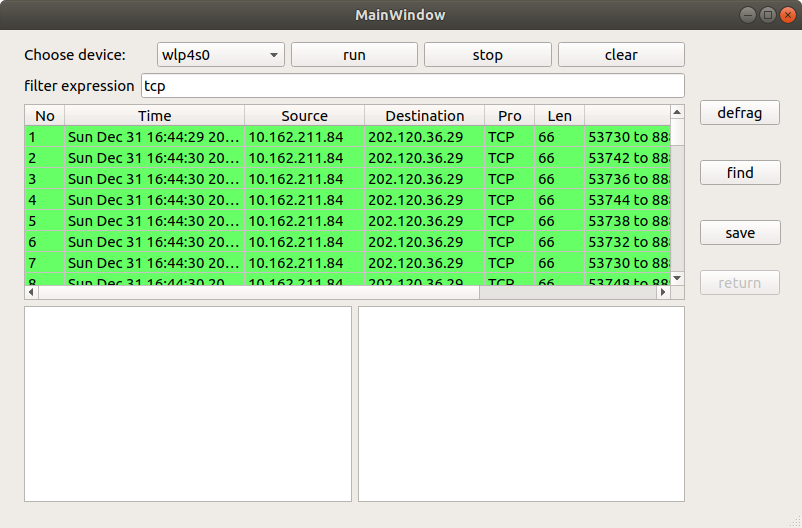 MainWindow
Choose device: wlp4s0 run stop clear
filter expression tcp
No Time Source Destination Pro Len
defrag
1 Sun Dec 31 16:44:29 20... 10.162.211.84 202.120.36.29 TCP 66 53730 to 88
2 Sun Dec 31 16:44:30 20... 10.162.211.84 202.120.36.29 TCP 66 53742 to 88
3 Sun Dec 31 16:44:30 20... 10.162.211.84 202.120.36.29 TCP 66 53736 to 88
find
4 Sun Dec 31 16:44:30 20... 10.162.211.84 202.120.36.29 TCP 66 53744 to 88
5 Sun Dec 31 16:44:30 20... 10.162.211.84 202.120.36.29 TCP 66 53738 to 88
save
6 Sun Dec 31 16:44:30 20... 10.162.211.84 202.120.36.29 TCP 66 53732 to 88
7 Sun Dec 31 16:44:30 20... 10.162.211.84 202.120.36.29 TCP 66 53730 to 88
8 Sun Dec 31 16:44:30 20... 10.162.211.84 202.120.36.29 TCP 66 53748 to 88
return